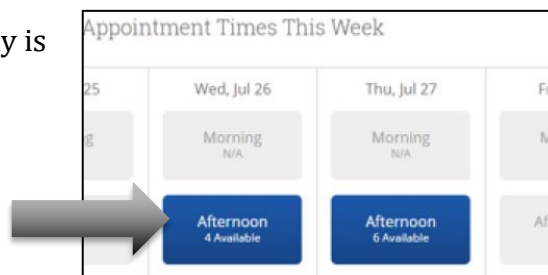 y is
Appointment Times This Week
25 Wed, Jul 26 Thu, Jul 27
Morning Morning
N/A N/A
Afternoon Afternoon
4 Available 6 Available